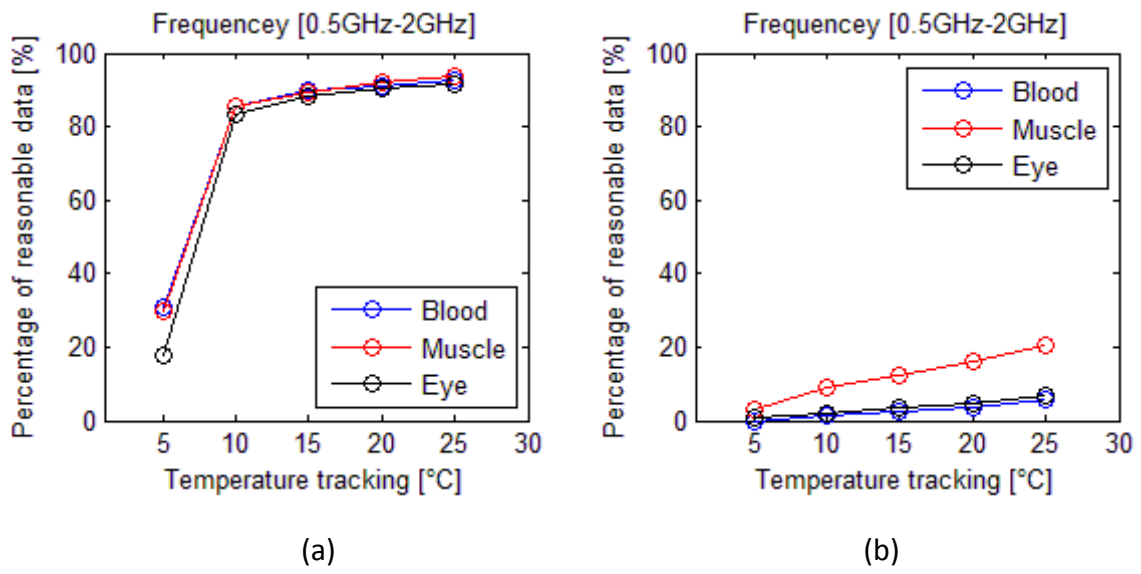 Frequencey [0.5GHz-2GHz]
Percentage of reasonable data [%]
100
80
60
40
20
0
Blood
Muscle
Eye
5 10 15 20 25 30
Temperature tracking [°C]
(a)
Frequencey [0.5GHz-2GHz]
Percentage of reasonable data [%]
100
80
60
40
20
0
Blood
Muscle
Eye
5 10 15 20 25 30
Temperature tracking [°C]
(b)